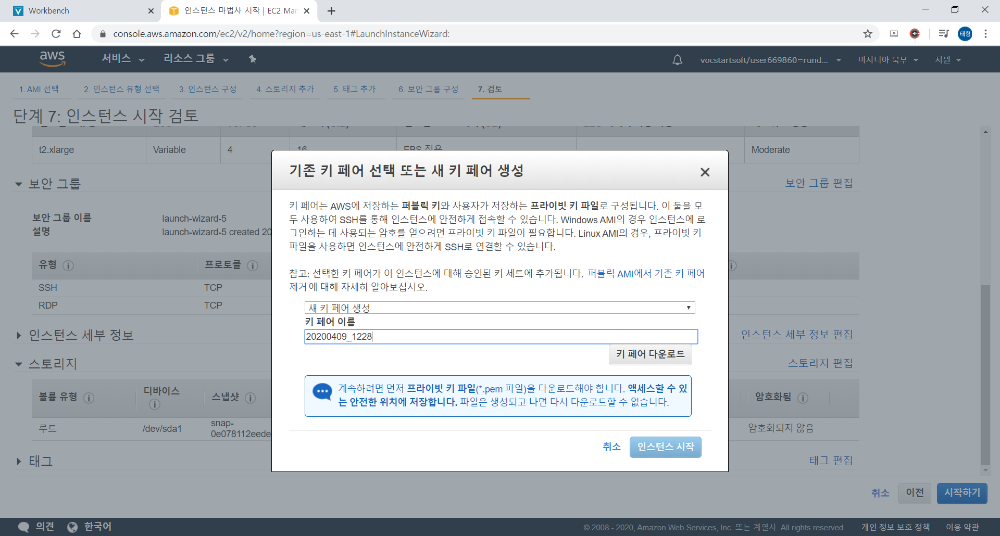 Workbench
인스턴스 마법사 시작 | EC2 Mar
console.aws.amazon.com/ec2/v2/home?region=us-east-1#LaunchInstanceWizard:
태형
aws
서비스
리소스 그룹
vocstartsoft/user669860=rund...
버지니아 북부
지원
1. AMI 선택
2. 인스턴스 유형 선택
3. 인스턴스 구성
4. 스토리지 추가
5. 태그 추가
6. 보안 그룹 구성
7. 검토
단계 7: 인스턴스 시작 검토
t2.xlarge
Variable
4
16
EBS 전용
Moderate
보안 그룹
보안 그룹 편집
보안 그룹 이름
launch-wizard-5
설명
launch-wizard-5 created 20
유형
프로토콜
SSH
TCP
RDP
TCP
인스턴스 세부 정보
인스턴스 세부 정보 편집
스토리지
스토리지 편집
볼륨 유형
디바이스
스냅샷
암호화됨
루트
/dev/sda1
snap-
0e078112eede
암호화되지 않음
태그
태그 편집
기존 키 페어 선택 또는 새 키 페어 생성
키 페어는 AWS에 저장하는 퍼블릭 키와 사용자가 저장하는 프라이빗 키 파일로 구성됩니다. 이 둘을 모
두 사용하여 SSH를 통해 인스턴스에 안전하게 접속할 수 있습니다. Windows AMI의 경우 인스턴스에 로
그인하는 데 사용되는 암호를 얻으려면 프라이빗 키 파일이 필요합니다. Linux AMI의 경우, 프라이빗 키
파일을 사용하면 인스턴스에 안전하게 SSH로 연결할 수 있습니다.
참고: 선택한 키 페어가 이 인스턴스에 대해 승인된 키 세트에 추가됩니다. 퍼블릭 AMI에서 기존 키 페어
제거에 대해 자세히 알아보십시오.
새 키 페어 생성
키 페어 이름
20200409_1228
키 페어 다운로드
계속하려면 먼저 프라이빗 키 파일(*.pem 파일)을 다운로드해야 합니다. 액세스할 수 있
는 안전한 위치에 저장합니다. 파일은 생성되고 나면 다시 다운로드할 수 없습니다.
취소
인스턴스 시작
취소
이전
시작하기
의견
한국어
© 2008 - 2020, Amazon Web Services, Inc. 또는 계열사. All rights reserved.
개인 정보 보호 정책
이용 약관